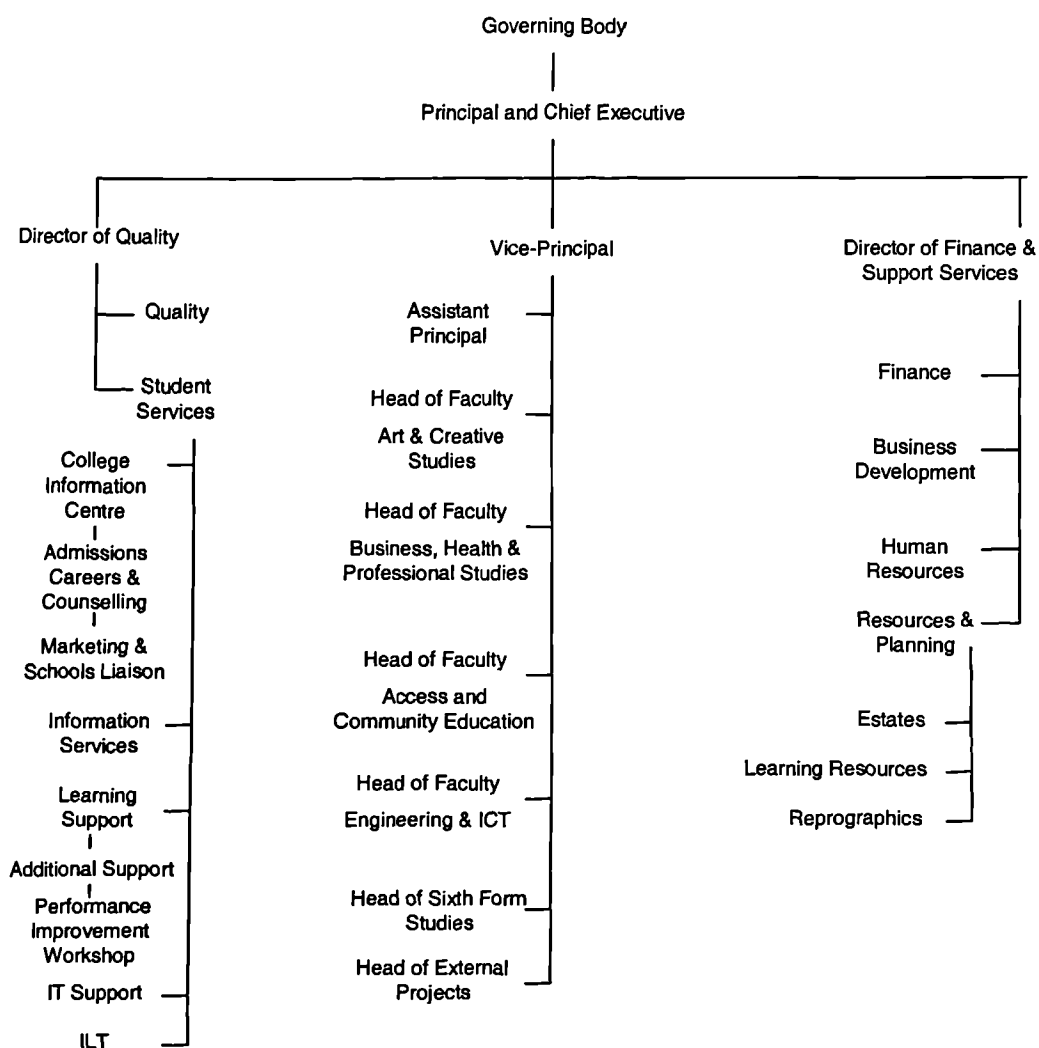 Governing Body
Principal and Chief Executive
Director of Quality
Quality
Student
Services
College
Information
Centre
Admissions
Careers &
Counselling
Marketing &
Schools Liaison
Information
Services
Learning
Support
Additional Support
Performance
Improvement
Workshop
IT Support
ILT
Vice-Principal
Assistant
Principal
Head of Faculty
Art & Creative
Studies
Head of Faculty
Business, Health &
Professional Studies
Head of Faculty
Access and
Community Education
Head of Faculty
Engineering & ICT
Head of Sixth Form
Studies
Head of External
Projects
Director of Finance &
Support Services
Finance
Business
Development
Human
Resources
Resources &
Planning
Estates
Learning Resources
Reprographics